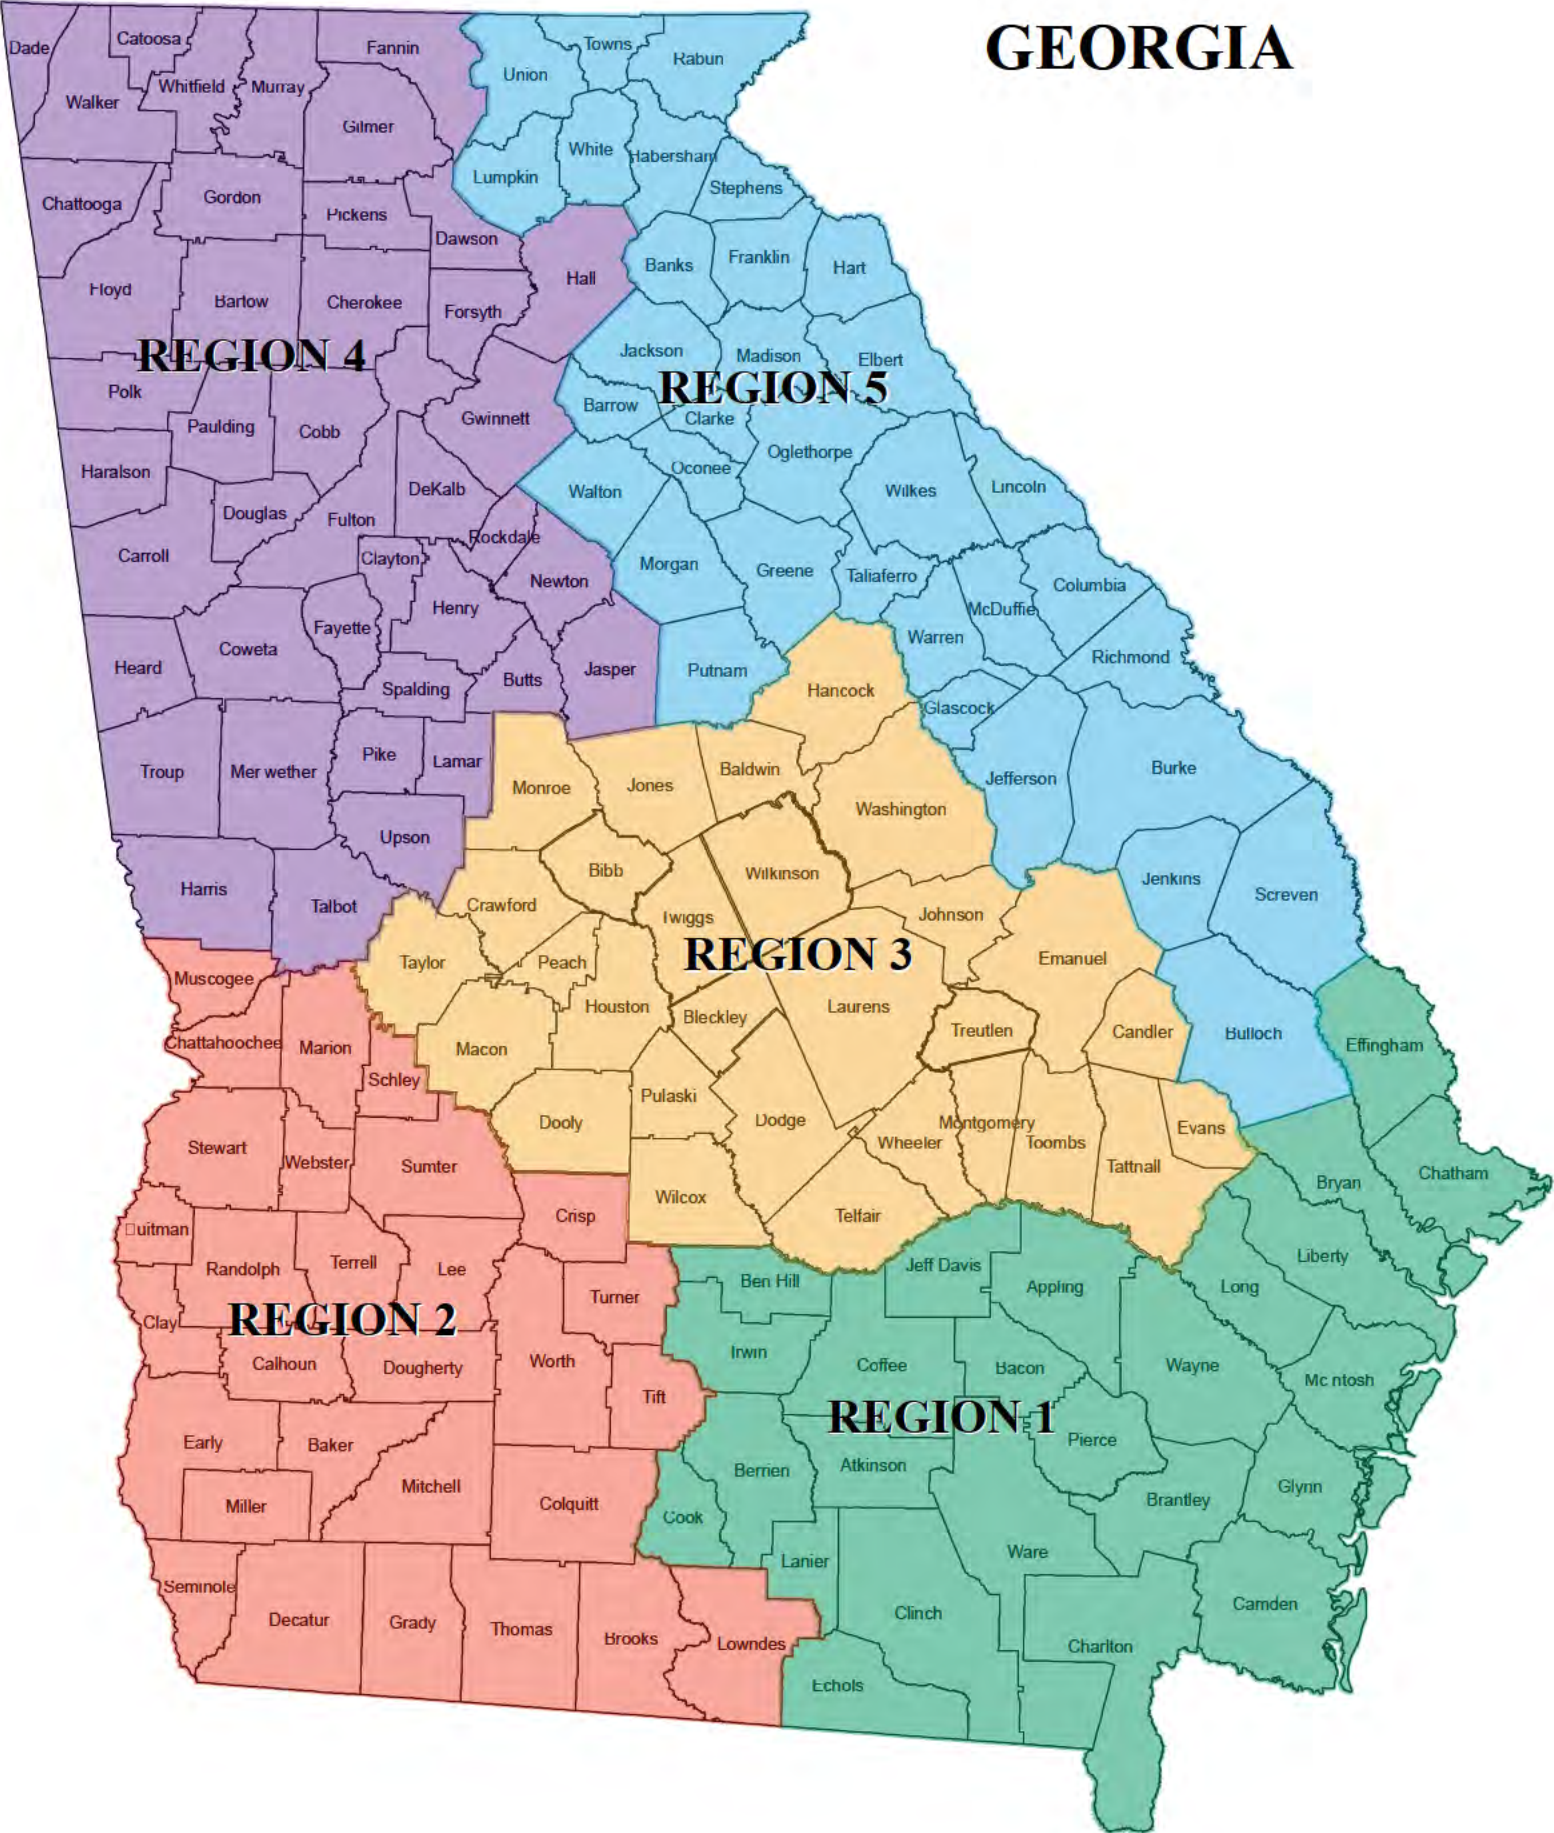 GEORGIA
Dade
Catoosa
Fannin
Towns
Rabun
Union
Walker
Whitfield
Murray
Gilmer
White
Habersham
Lumpkin
Stephens
Chattooga
Gordon
Pickens
Dawson
Hall
Banks
Franklin
Hart
Floyd
Bartow
Cherokee
Forsyth
REGION 4
Jackson
Madison
Elbert
REGION 5
Polk
Paulding
Cobb
Gwinnett
Barrow
Clarke
Oglethorpe
Haralson
Douglas
Fulton
DeKalb
Walton
Oconee
Wilkes
Lincoln
Carroll
Clayton
Rockdale
Newton
Morgan
Greene
Taliaferro
McDuffie
Columbia
Henry
Fayette
Coweta
Heard
Spalding
Butts
Jasper
Putnam
Hancock
Warren
Richmond
Glascock
Troup
Mer wether
Pike
Lamar
Monroe
Jones
Baldwin
Washington
Jefferson
Burke
Upson
Harris
Talbot
Crawford
Bibb
Twiggs
Wilkinson
Johnson
Jenkins
Screven
REGION 3
Taylor
Peach
Houston
Bleckley
Laurens
Emanuel
Treutlen
Candler
Bulloch
Effingham
Muscogee
Chattahoochee
Marion
Schley
Macon
Dooly
Pulaski
Dodge
Wheeler
Montgomery
Toombs
Tattnall
Evans
Bryan
Chatham
Stewart
Webster
Sumter
Crisp
Wilcox
Telfair
□uitman
Randolph
Terrell
Lee
Turner
Ben Hill
Jeff Davis
Appling
Long
Liberty
REGION 2
Clay
Calhoun
Dougherty
Worth
Tift
Irwin
Coffee
Bacon
Wayne
Mc ntosh
REGION 1
Early
Baker
Miller
Mitchell
Colquitt
Cook
Berrien
Atkinson
Pierce
Brantley
Glynn
Lanier
Ware
Seminole
Decatur
Grady
Thomas
Brooks
Lowndes
Clinch
Echols
Charlton
Camden